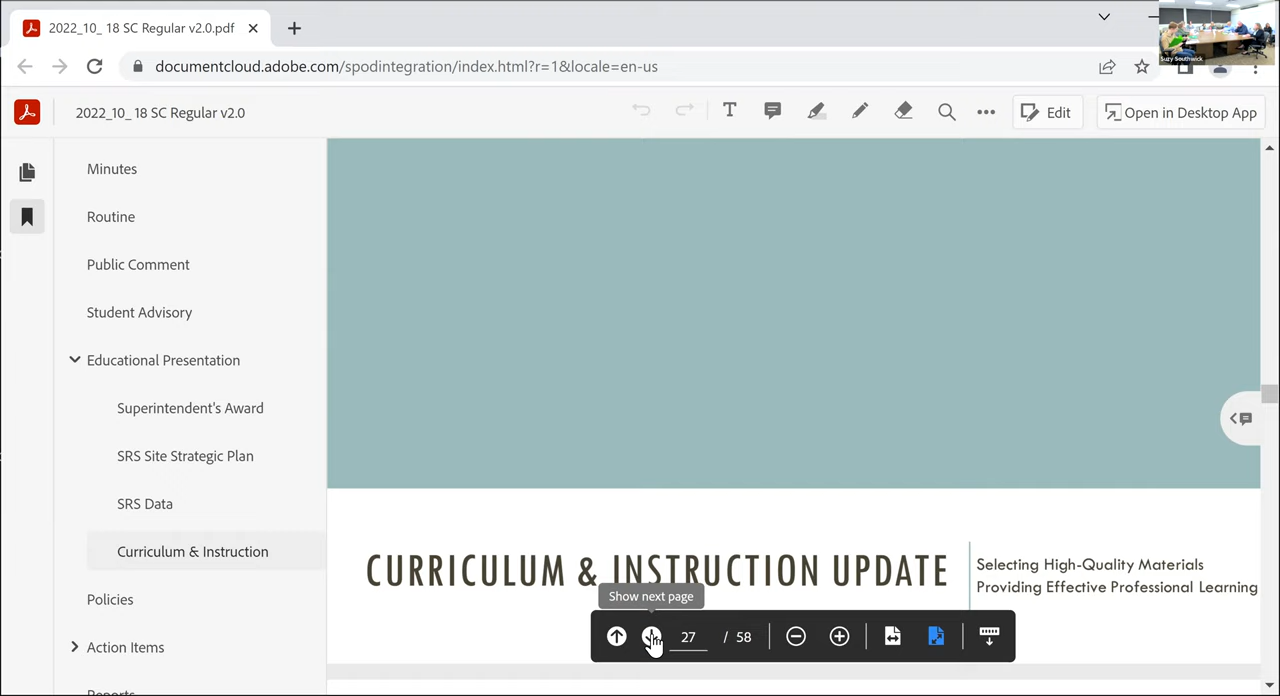 2022_10_ 18 SC Regular v2.0.pdf
documentcloud.adobe.com/spodintegration/index.html?r=1&locale=en-us
Suzy Southwick
2022_10_ 18 SC Regular v2.0
Edit
Open in Desktop App
Minutes
Routine
Public Comment
Student Advisory
Educational Presentation
Superintendent's Award
SRS Site Strategic Plan
SRS Data
Curriculum & Instruction
Policies
Action Items
Reports
CURRICULUM & INSTRUCTION UPDATE
Selecting High-Quality Materials
Providing Effective Professional Learning
Show next page
27 / 58